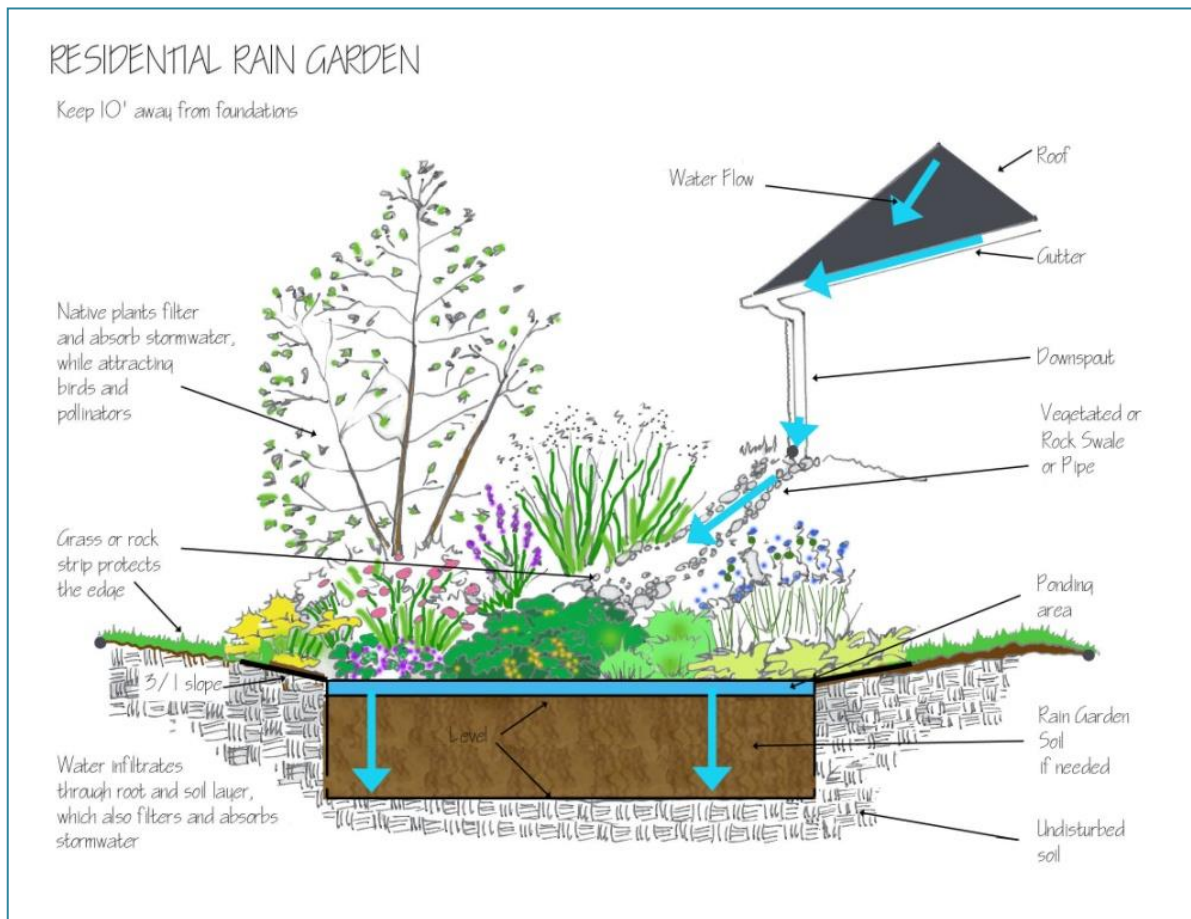 RESIDENTIAL RAIN GARDEN
Keep 10' away from foundations
Roof
Water Flow
Gutter
Native plants filter
and absorb stormwater,
while attracting
birds and
pollinators
Downspout
Vegetated or
Rock Swale
or Pipe
Grass or rock
strip protects
the edge
Ponding
area
3/1 slope
Level
Rain Garden
Soil
if needed
Water infiltrates
through root and soil layer,
which also filters and absorbs
stormwater
Undisturbed
soil